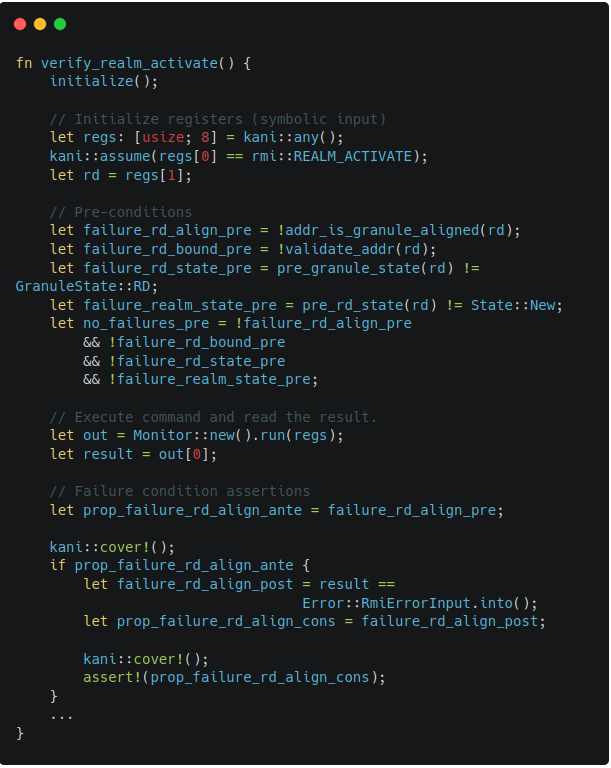 fn verify_realm_activate() {
    initialize();

    // Initialize registers (symbolic input)
    let regs: [usize; 8] = kani::any();
    kani::assume(regs[0] == rmi::REALM_ACTIVATE);
    let rd = regs[1];

    // Pre-conditions
    let failure_rd_align_pre = !addr_is_granule_aligned(rd);
    let failure_rd_bound_pre = !validate_addr(rd);
    let failure_rd_state_pre = pre_granule_state(rd) !=
GranuleState::RD;
    let failure_realm_state_pre = pre_rd_state(rd) != State::New;
    let no_failures_pre = !failure_rd_align_pre
        && !failure_rd_bound_pre
        && !failure_rd_state_pre
        && !failure_realm_state_pre;

    // Execute command and read the result.
    let out = Monitor::new().run(regs);
    let result = out[0];

    // Failure condition assertions
    let prop_failure_rd_align_ante = failure_rd_align_pre;

    kani::cover!();
    if prop_failure_rd_align_ante {
        let failure_rd_align_post = result ==
                                  Error::RmiErrorInput.into();
        let prop_failure_rd_align_cons = failure_rd_align_post;

        kani::cover!();
        assert!(prop_failure_rd_align_cons);
    }
    ...
}